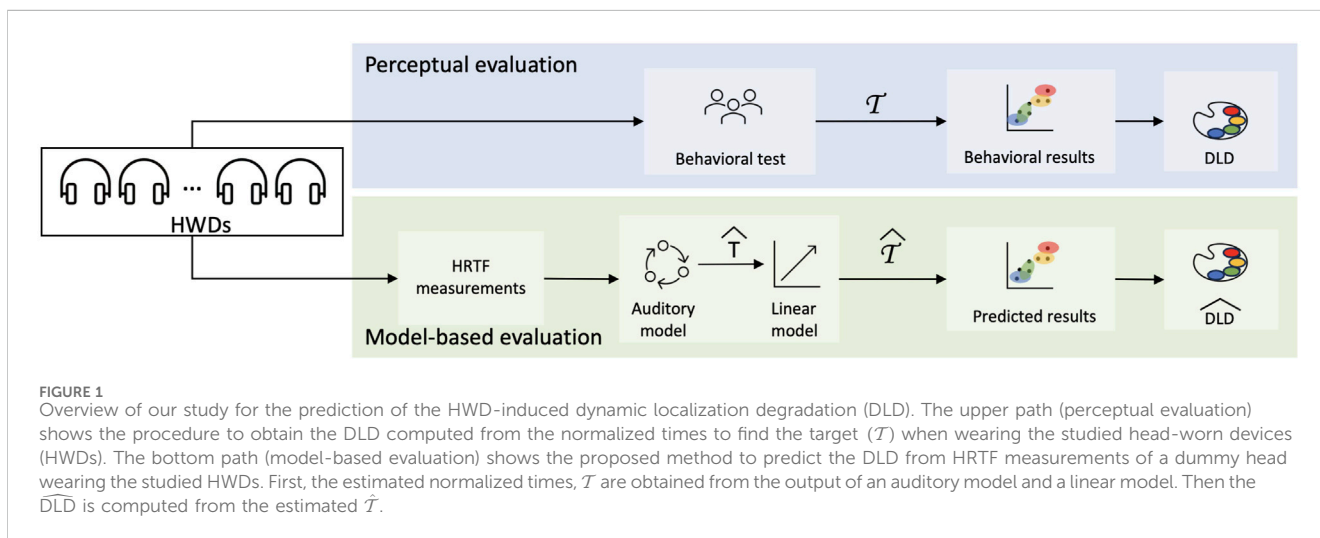 Perceptual evaluation
𝒯
Behavioral test
Behavioral results
DLD
...
HWDs
HRTF
measurements
T̂
𝒯̂
Auditory
model
Linear
model
Predicted results
D͡LD
Model-based evaluation
FIGURE 1
Overview of our study for the prediction of the HWD-induced dynamic localization degradation (DLD). The upper path (perceptual evaluation)
shows the procedure to obtain the DLD computed from the normalized times to find the target (𝒯) when wearing the studied head-worn devices
(HWDs). The bottom path (model-based evaluation) shows the proposed method to predict the DLD from HRTF measurements of a dummy head
wearing the studied HWDs. First, the estimated normalized times, 𝒯 are obtained from the output of an auditory model and a linear model. Then the
D͡LD is computed from the estimated 𝒯̂.